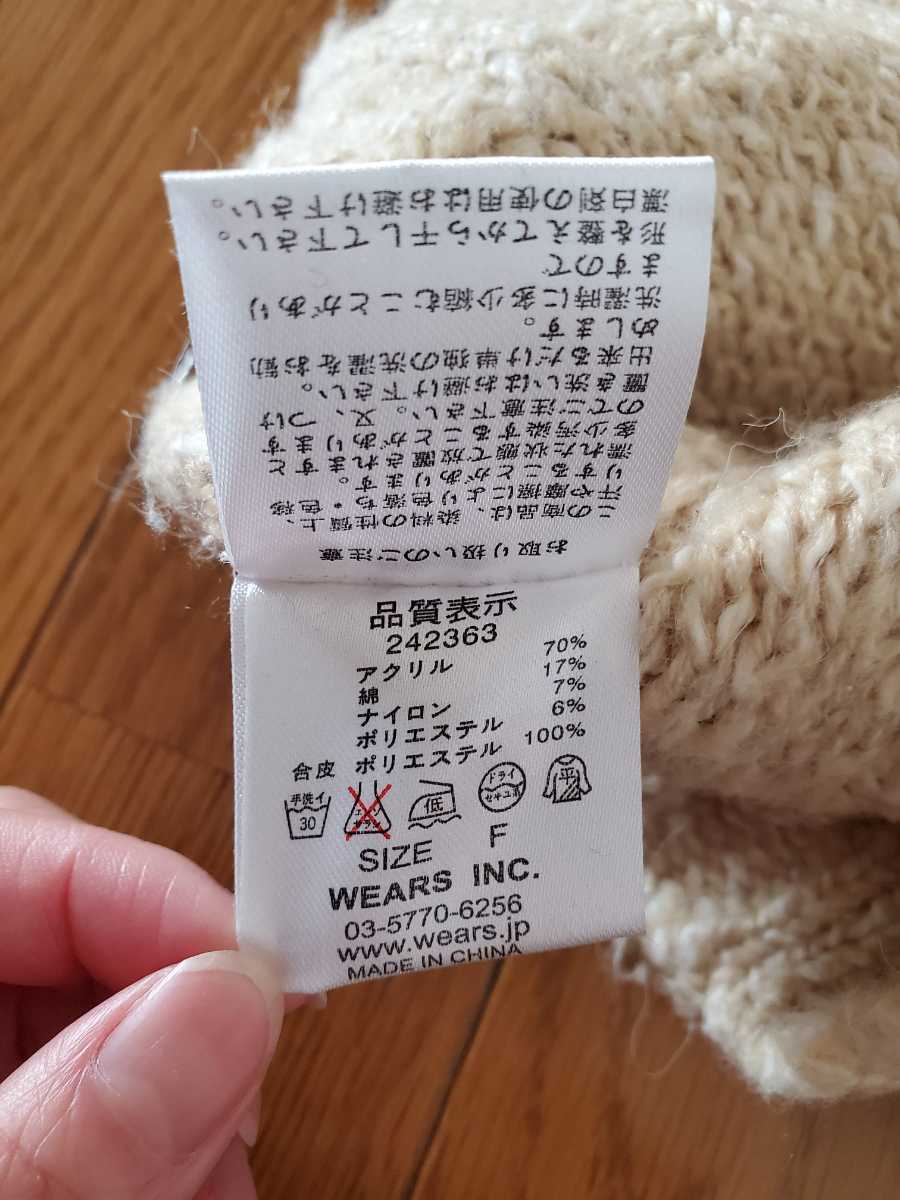 お取り扱いのご注意
この商品は、染料の性質上、
汗や摩擦により色落ち・色移
りすることがあります。
濡れた状態で放置されますと
多少汚染することがあります
のでご注意下さい。又、つけ
置き洗いはお避け下さい。
出来るだけ単独の洗濯をお勧
めします。
洗濯時に多少縮むことがあり
ますので
形を整えてから干して下さい。
漂白剤の使用はお避け下さい。
品質表示
242363
アクリル 70%
綿 17%
ナイロン 7%
ポリエステル 6%
合皮 ポリエステル 100%
手洗イ 30 低 ドライ 平
SIZE F
WEARS INC.
03-5770-6256
www.wears.jp
MADE IN CHINA